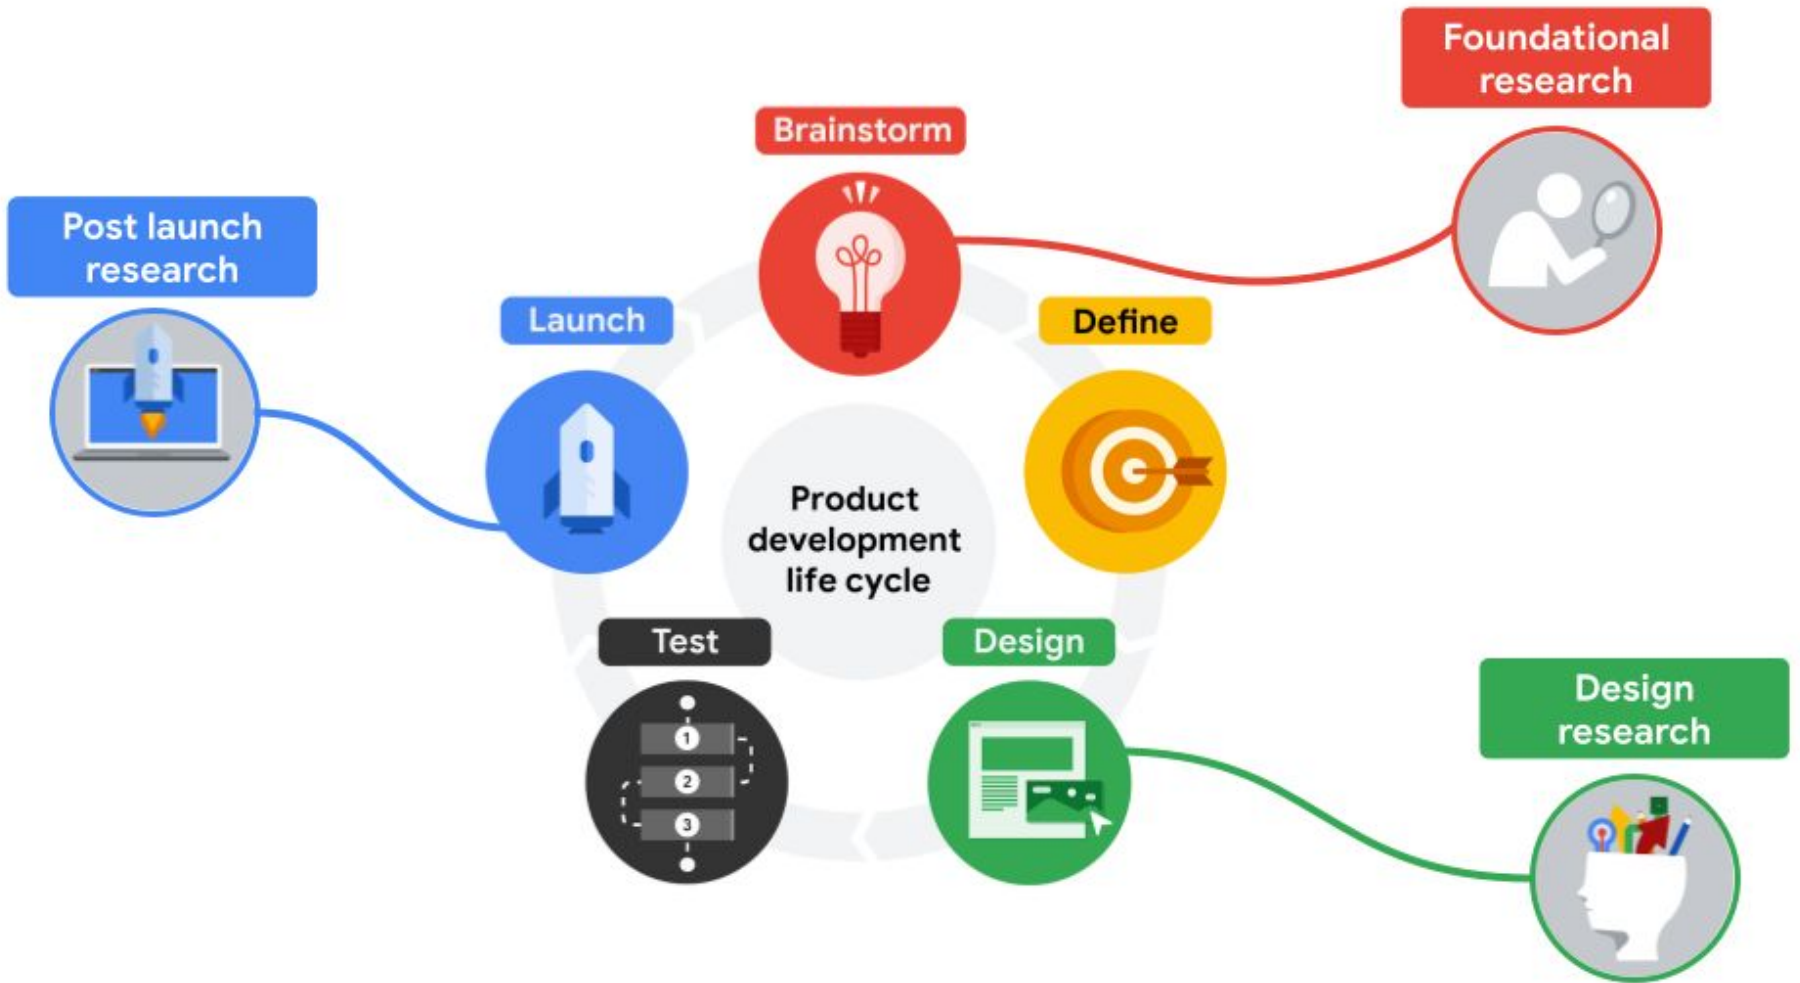 Foundational
research
Brainstorm
Post launch
research
Launch
Define
Product
development
life cycle
Test
Design
1
2
3
Design
research